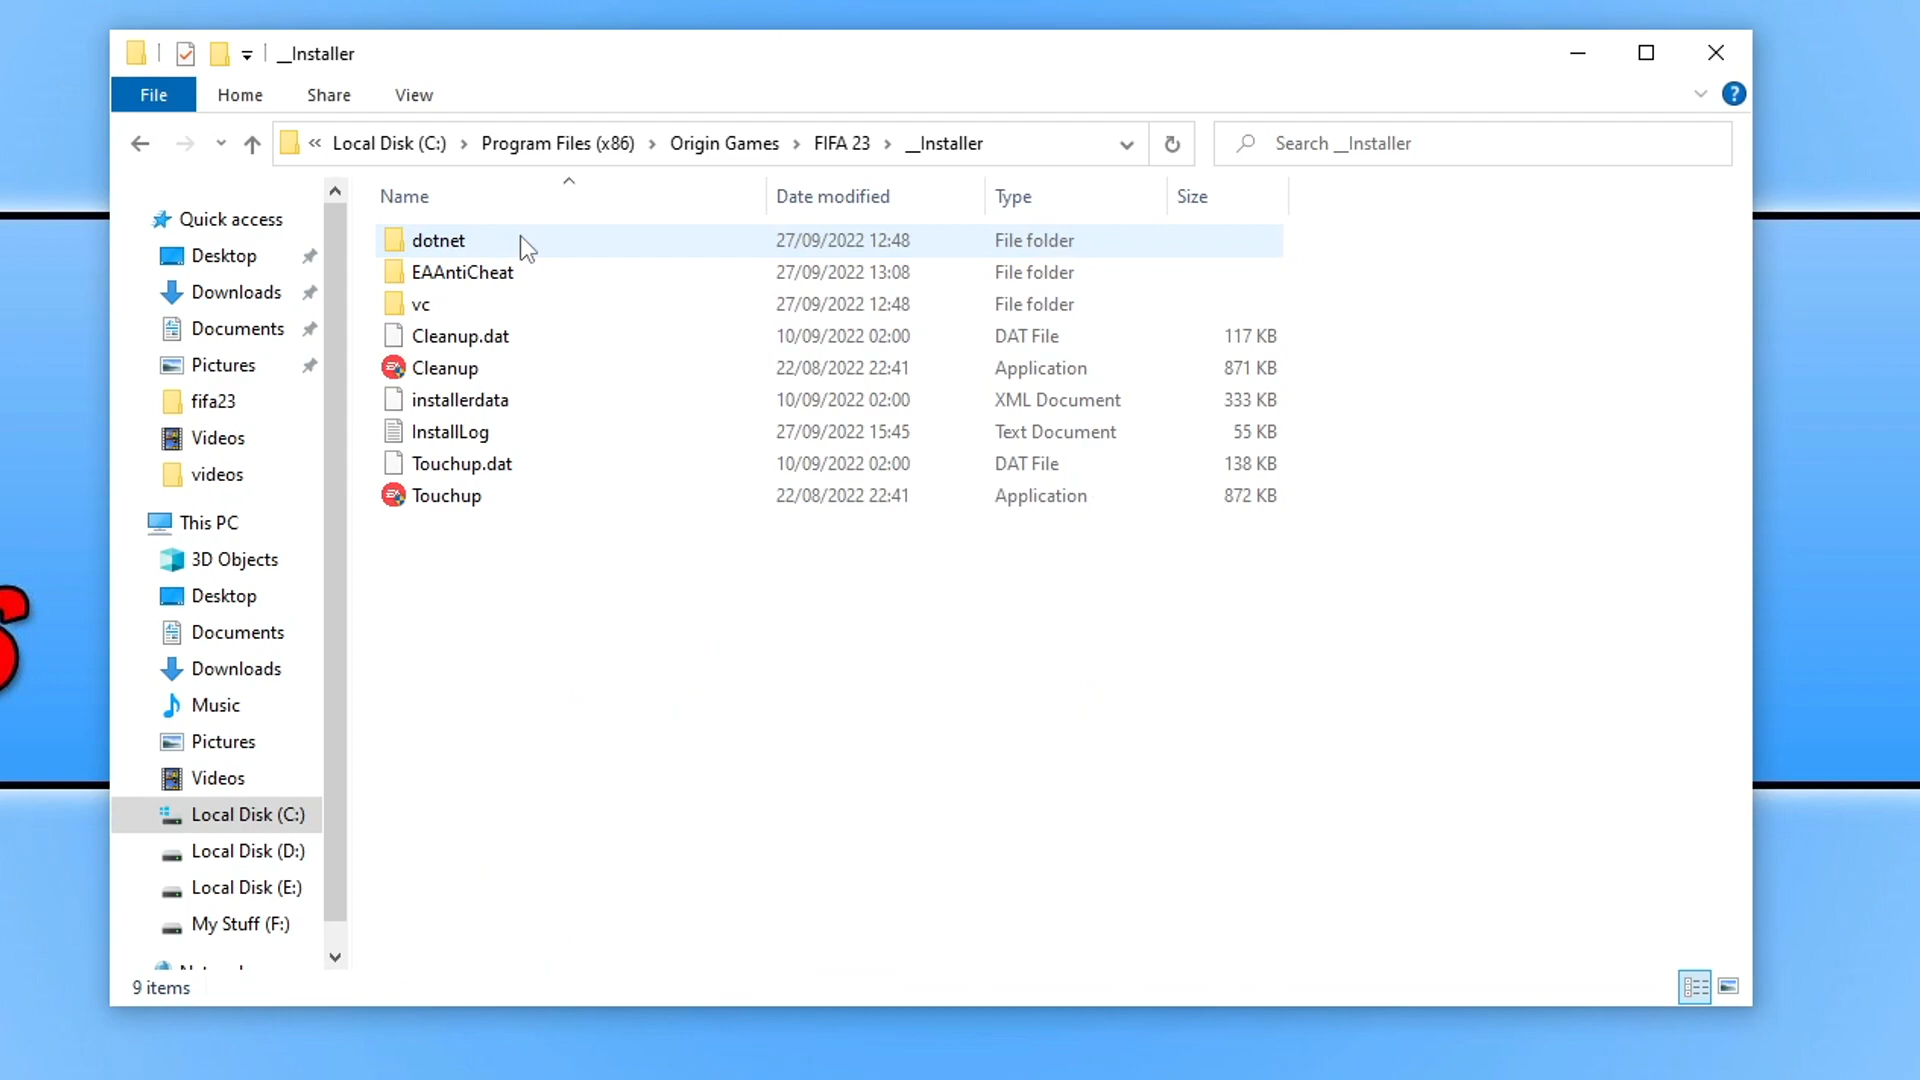 __Installer
File Home Share View
« Local Disk (C:) › Program Files (x86) › Origin Games › FIFA 23 › __Installer
Search __Installer
Name Date modified Type Size
dotnet 27/09/2022 12:48 File folder
EAAntiCheat 27/09/2022 13:08 File folder
vc 27/09/2022 12:48 File folder
Cleanup.dat 10/09/2022 02:00 DAT File 117 KB
Cleanup 22/08/2022 22:41 Application 871 KB
installerdata 10/09/2022 02:00 XML Document 333 KB
InstallLog 27/09/2022 15:45 Text Document 55 KB
Touchup.dat 10/09/2022 02:00 DAT File 138 KB
Touchup 22/08/2022 22:41 Application 872 KB
Quick access
Desktop
Downloads
Documents
Pictures
fifa23
Videos
videos
This PC
3D Objects
Desktop
Documents
Downloads
Music
Pictures
Videos
Local Disk (C:)
Local Disk (D:)
Local Disk (E:)
My Stuff (F:)
9 items